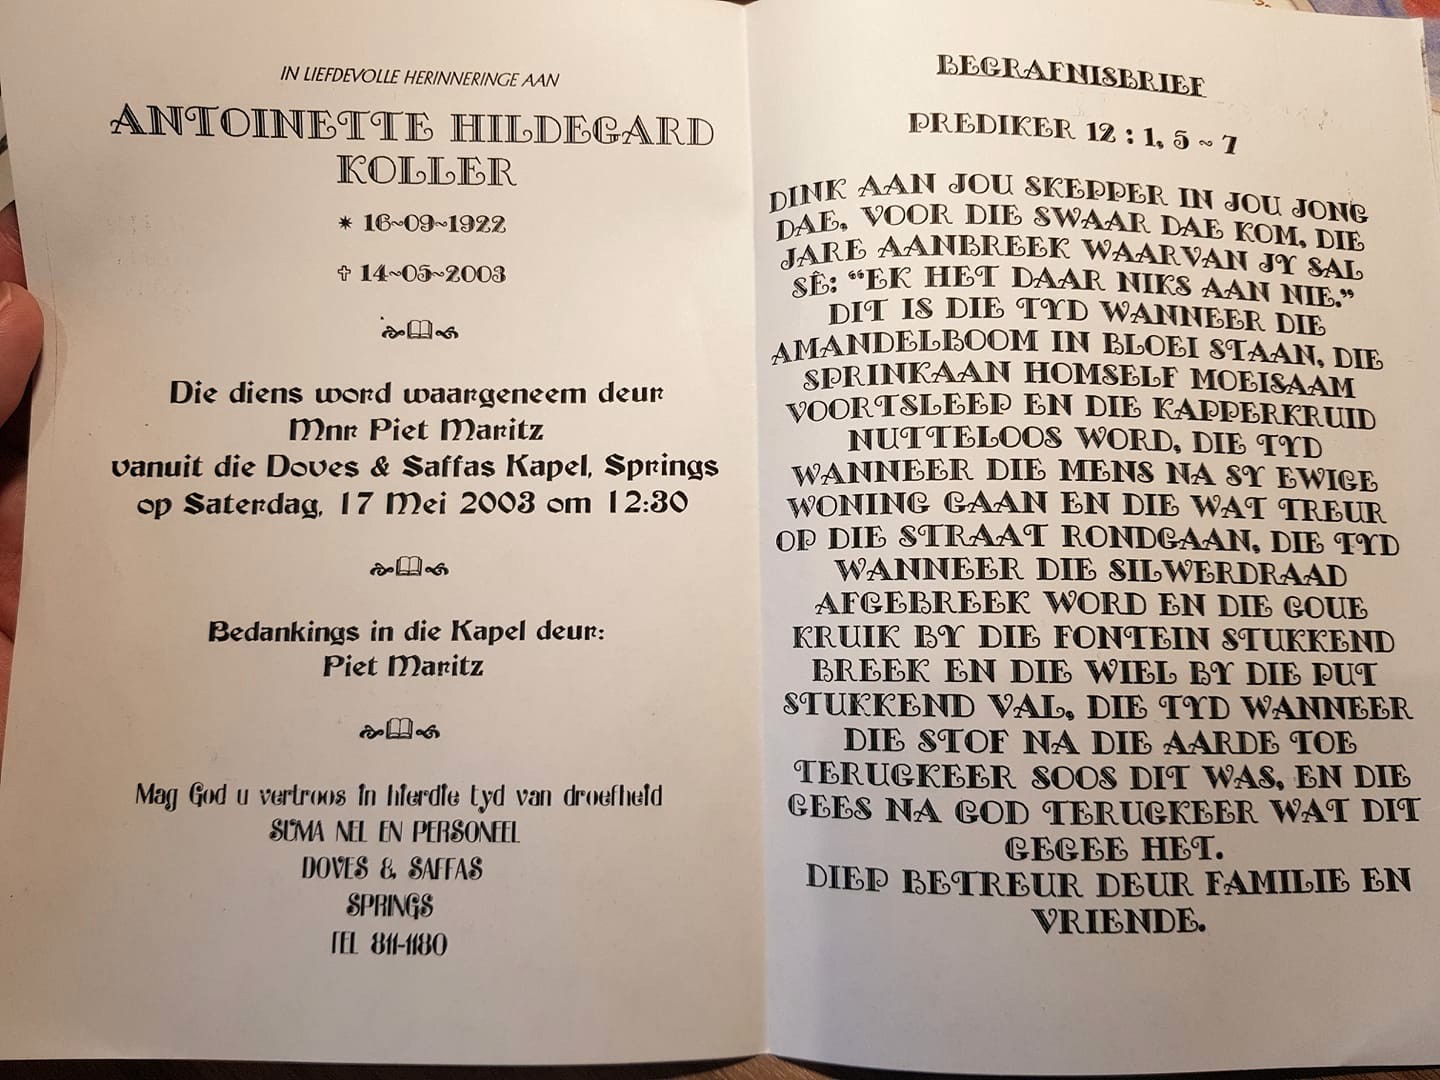 IN LIEFDEVOLLE HERINNERINGE AAN
ANTOINETTE HILDEGARD
KOLLER
* 16~09~1922
✞ 14~05~2003
Die diens word waargeneem deur
Mnr Piet Maritz
vanuit die Doves & Saffas Kapel, Springs
op Saterdag, 17 Mei 2003 om 12:30
Bedankings in die Kapel deur:
Piet Maritz
Mag God u vertroos in hierdie tyd van droefheid
SUMA NEL EN PERSONEEL
DOVES & SAFFAS
SPRINGS
TEL 811-1180
BEGRAFNISBRIEF
PREDIKER 12 : 1, 5 ~ 7
DINK AAN JOU SKEPPER IN JOU JONG
DAE, VOOR DIE SWAAR DAE KOM, DIE
JARE AANBREEK WAARVAN JY SAL
SÊ: “EK HET DAAR NIKS AAN NIE.”
DIT IS DIE TYD WANNEER DIE
AMANDELBOOM IN BLOEI STAAN, DIE
SPRINKAAN HOMSELF MOEISAAM
VOORTSLEEP EN DIE KAPPERKRUID
NUTTELOOS WORD, DIE TYD
WANNEER DIE MENS NA SY EWIGE
WONING GAAN EN DIE WAT TREUR
OP DIE STRAAT RONDGAAN, DIE TYD
WANNEER DIE SILWERDRAAD
AFGEBREEK WORD EN DIE GOUE
KRUIK BY DIE FONTEIN STUKKEND
BREEK EN DIE WIEL BY DIE PUT
STUKKEND VAL, DIE TYD WANNEER
DIE STOF NA DIE AARDE TOE
TERUGKEER SOOS DIT WAS, EN DIE
GEES NA GOD TERUGKEER WAT DIT
GEGEE HET.
DIEP BETREUR DEUR FAMILIE EN
VRIENDE.